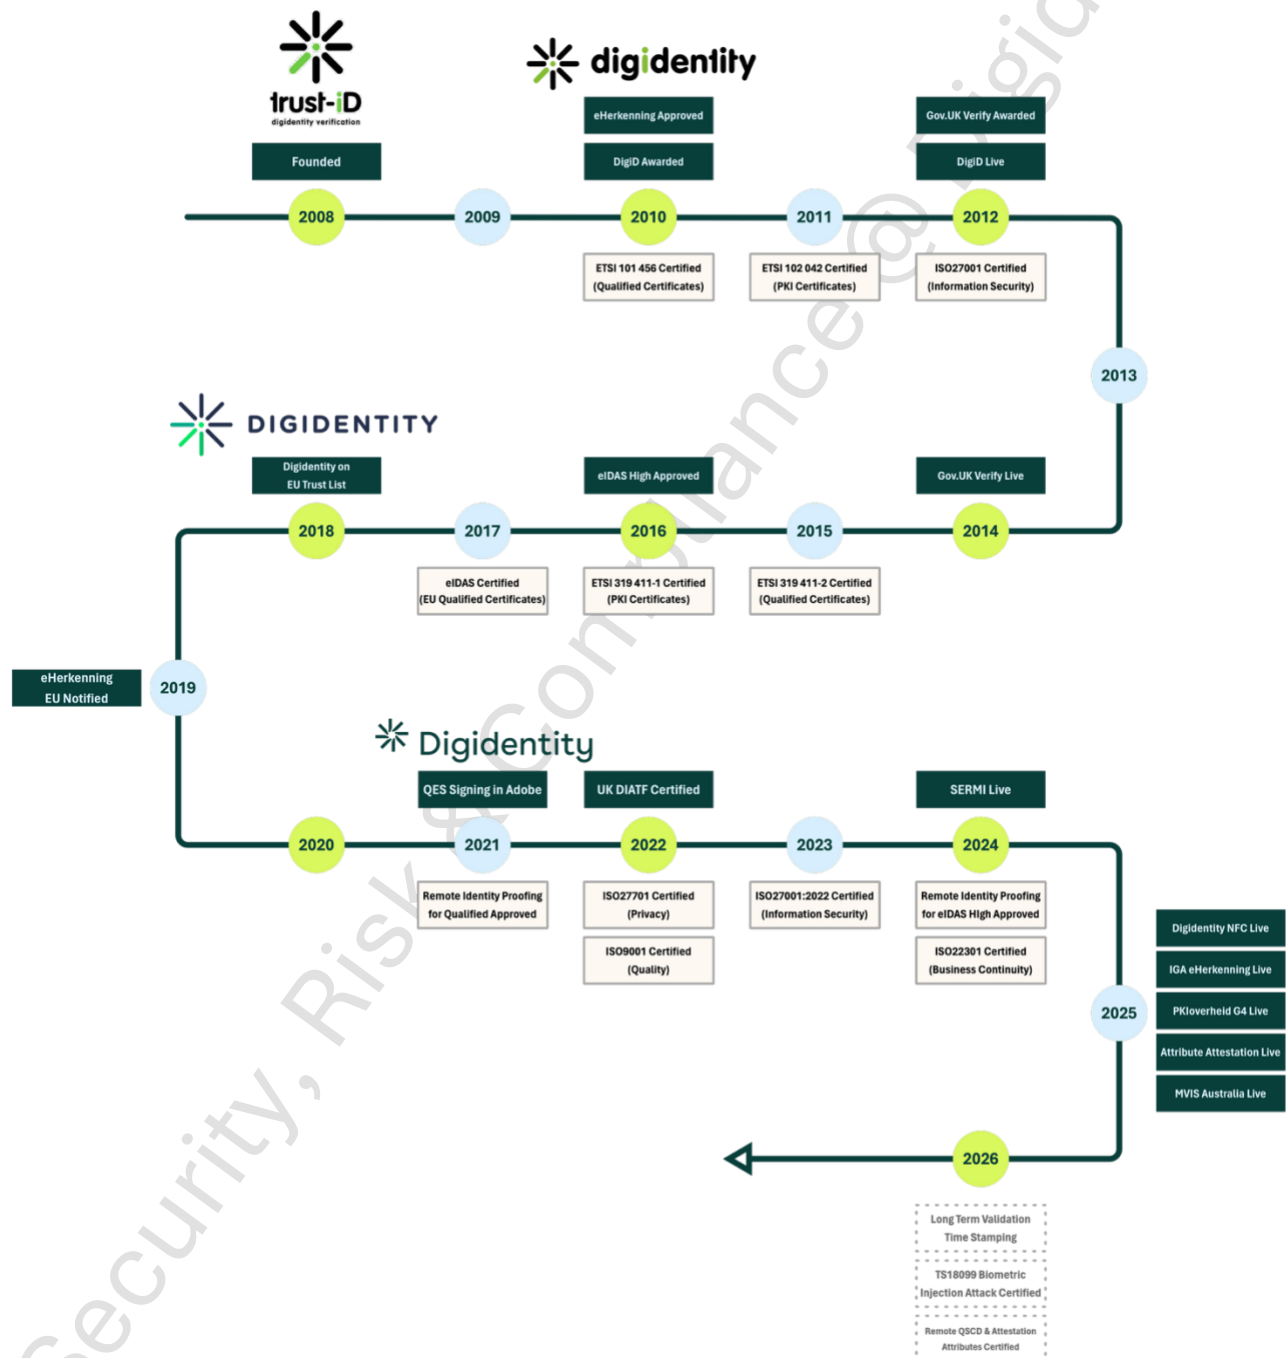 trust-iD
digidentity verification
digidentity
Founded
eHerkenning Approved
DigiD Awarded
Gov.UK Verify Awarded
DigiD Live
2008
2009
2010
2011
2012
ETSI 101 456 Certified
(Qualified Certificates)
ETSI 102 042 Certified
(PKI Certificates)
ISO27001 Certified
(Information Security)
2013
DIGIDENTITY
Digidentity on
EU Trust List
eIDAS High Approved
Gov.UK Verify Live
2018
2017
2016
2015
2014
eIDAS Certified
(EU Qualified Certificates)
ETSI 319 411-1 Certified
(PKI Certificates)
ETSI 319 411-2 Certified
(Qualified Certificates)
eHerkenning
EU Notified
2019
Digidentity
QES Signing in Adobe
UK DIATF Certified
SERMI Live
2020
2021
2022
2023
2024
Remote Identity Proofing
for Qualified Approved
ISO27701 Certified
(Privacy)
ISO9001 Certified
(Quality)
ISO27001:2022 Certified
(Information Security)
Remote Identity Proofing
for eIDAS HIgh Approved
ISO22301 Certified
(Business Continuity)
2025
Digidentity NFC Live
IGA eHerkenning Live
PKIoverheid G4 Live
Attribute Attestation Live
MVIS Australia Live
2026
Long Term Validation
Time Stamping
TS18099 Biometric
Injection Attack Certified
Remote QSCD & Attestation
Attributes Certified
Security, Risk & Compliance @ Digid